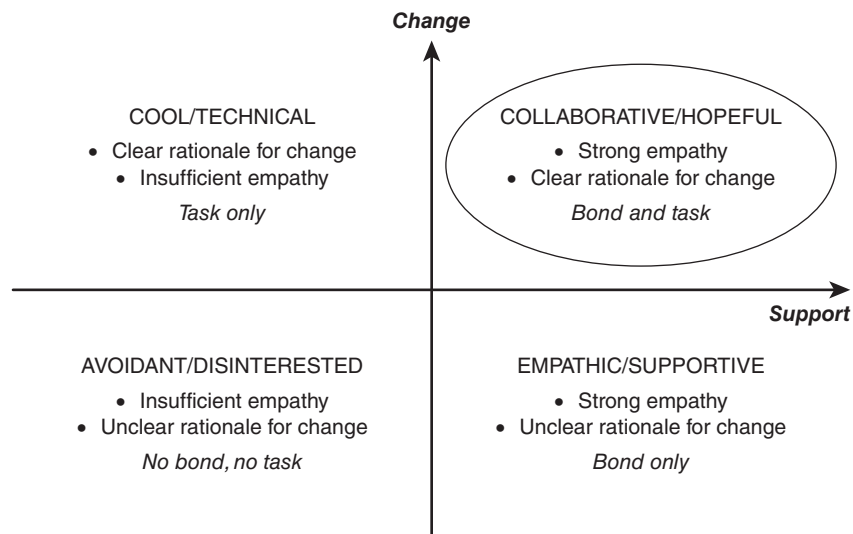 Change
COOL/TECHNICAL
• Clear rationale for change
• Insufficient empathy
Task only
COLLABORATIVE/HOPEFUL
• Strong empathy
• Clear rationale for change
Bond and task
Support
AVOIDANT/DISINTERESTED
• Insufficient empathy
• Unclear rationale for change
No bond, no task
EMPATHIC/SUPPORTIVE
• Strong empathy
• Unclear rationale for change
Bond only